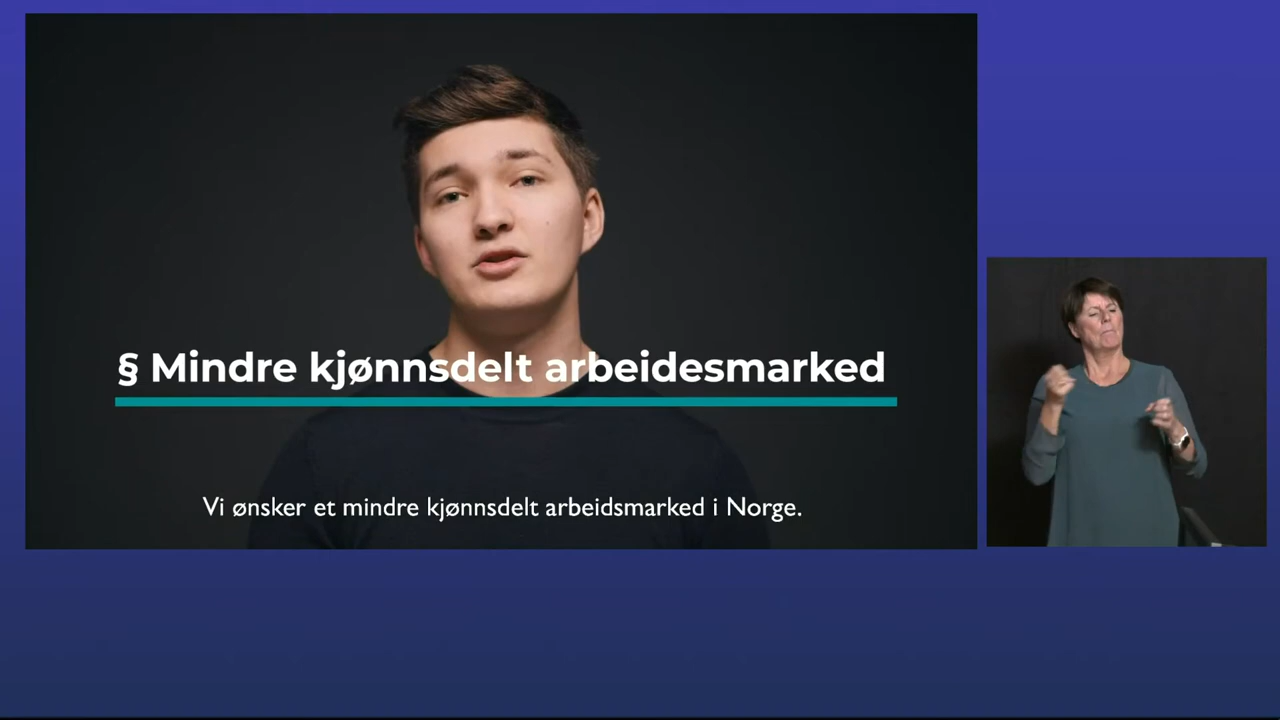 § Mindre kjønnsdelt arbeidesmarked
Vi ønsker et mindre kjønnsdelt arbeidsmarked i Norge.